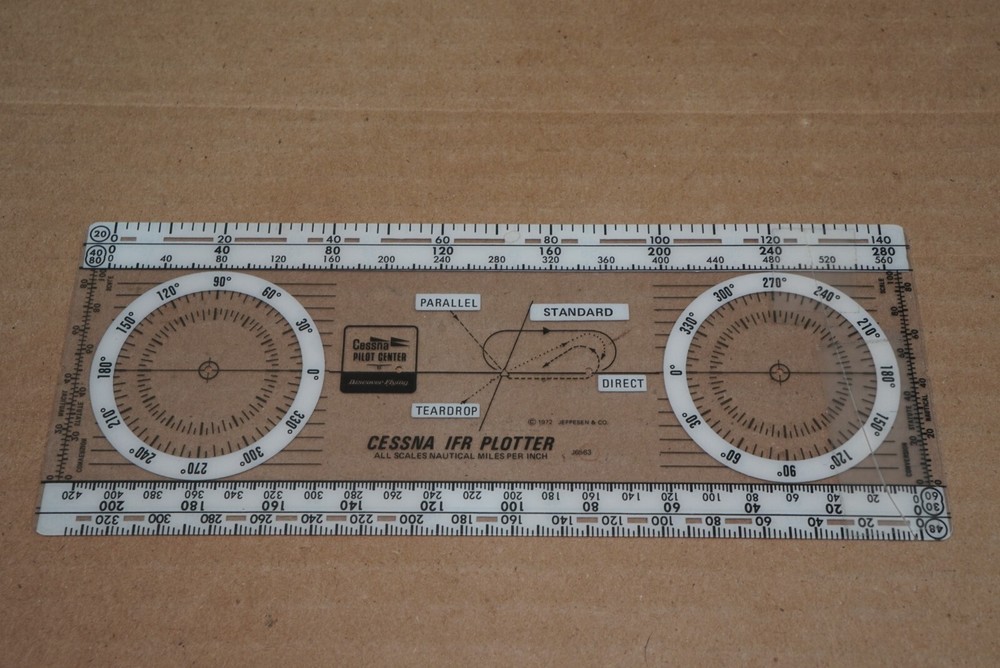 20 0 20 40 60 80 100 120 140
40 0 40 80 120 160 200 240 280
80 0 40 80 120 160 200 240 280 320 360 400 440 480 520 560
90° 60° 30° 0° 330° 300° 270° 240° 210° 180° 150° 120°
PARALLEL
STANDARD
DIRECT
TEARDROP
Cessna
PILOT CENTER
Discover Flying
© 1972 JEPPESEN & CO.
CESSNA IFR PLOTTER
ALL SCALES NAUTICAL MILES PER INCH
270° 240° 210° 180° 150° 120° 90° 60° 30° 0° 330° 300°
420 400 380 360 340 320 300 280 260 240 220 200 180 160 140 120 100 80 60 40 20 60
200 180 160 140 120 100 80 60 40 20 0 30
320 300 280 260 240 220 200 180 160 140 120 100 80 60 40 20 0 48